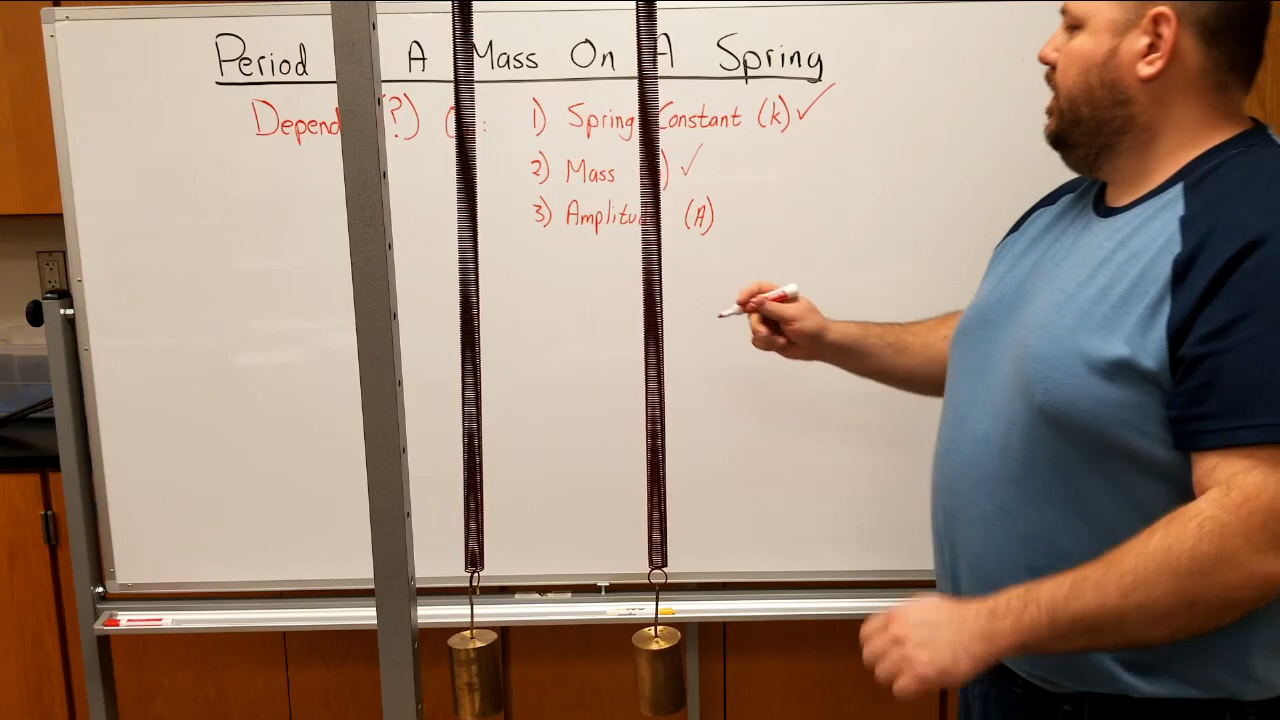 Period A Mass On A Spring
Depend (?) : 1) Spring Constant (k) ✓
2) Mass ) ✓
3) Amplitu (A)